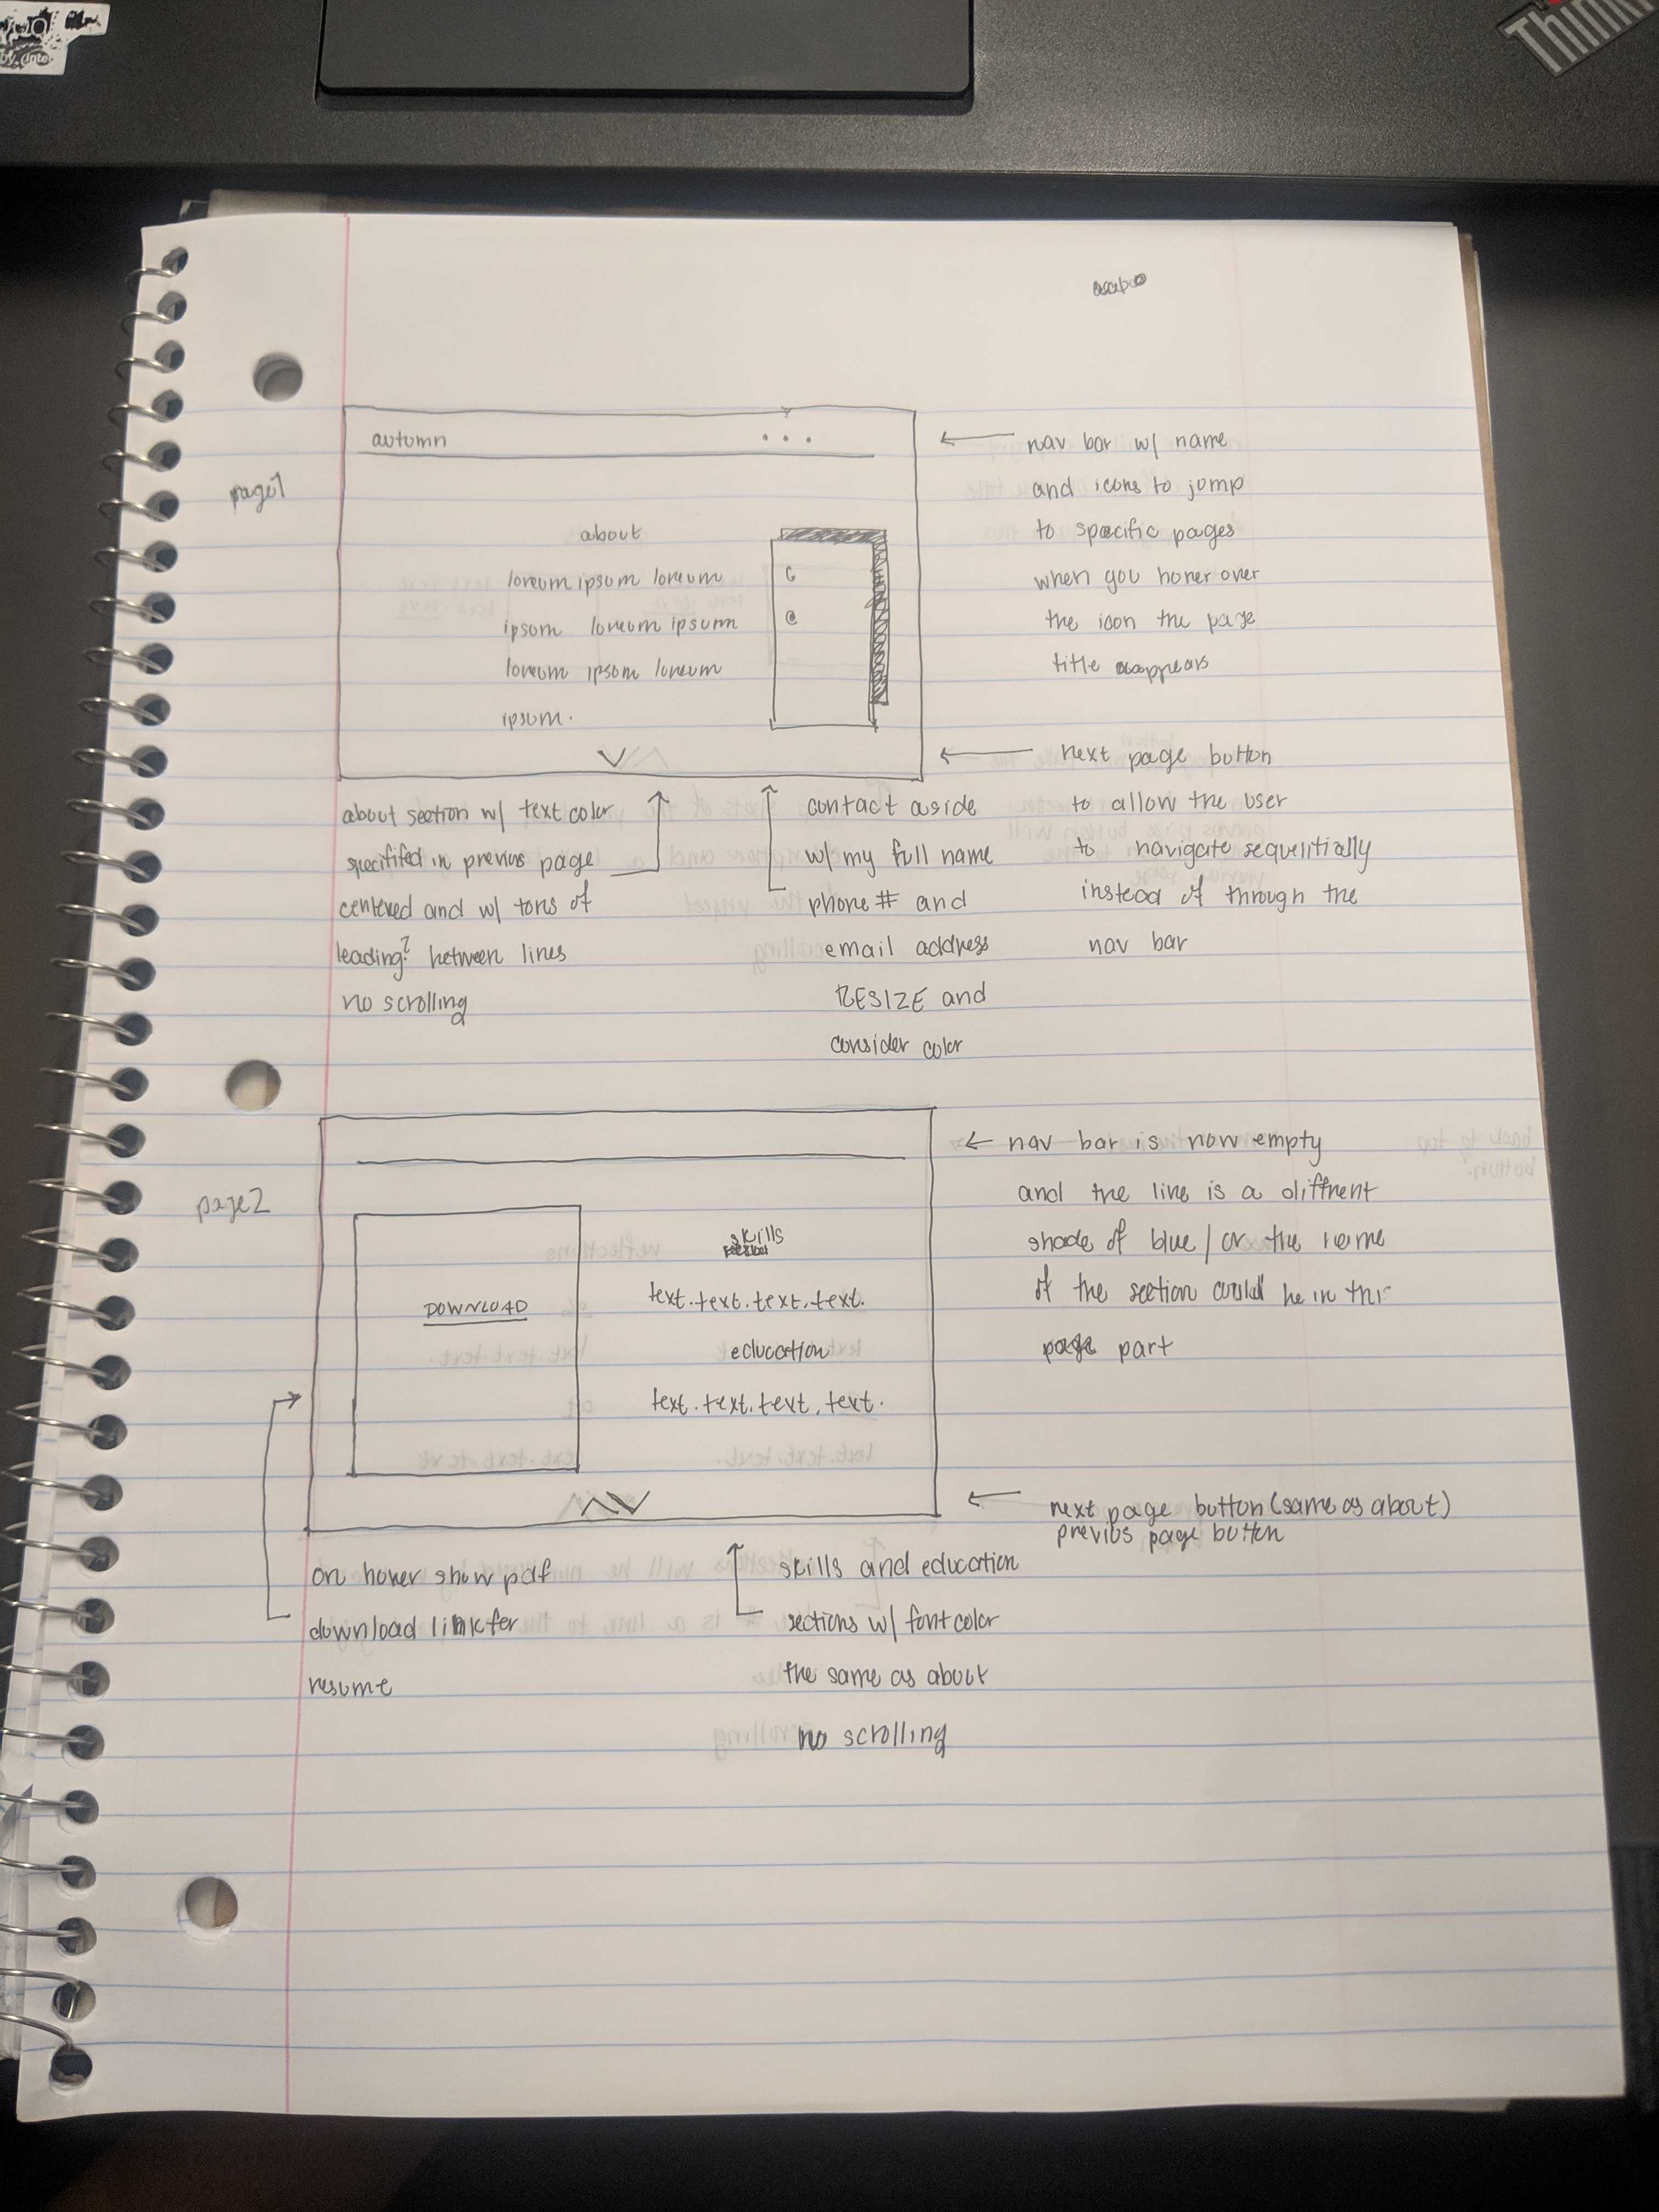 Think
by Inte
page1
autumn
about
loreum ipsum loreum
ipsum loreum ipsum
loreum ipsum loreum
ipsum.
@
← nav bar w/ name
and icons to jump
to specific pages
when you hover over
the icon the page
title appears
← next page button
to allow the user
to navigate sequentially
instead of through the
nav bar
about section w/ text color
specitifed in previus page
centered and w/ tons of
leading? between lines
no scrolling
contact aside
w/ my full name
phone # and
email address
RESIZE and
consider color
page2
DOWNLOAD
skills
text.text.text.text.
education
text.text.text.text.
← nav bar is now empty
and the line is a diffrent
shade of blue / or the name
of the section could be in this
page part
← next page button (same as about)
previus page button
on hover show pdf
download link for
resume
skills and education
sections w/ font color
the same as about
no scrolling